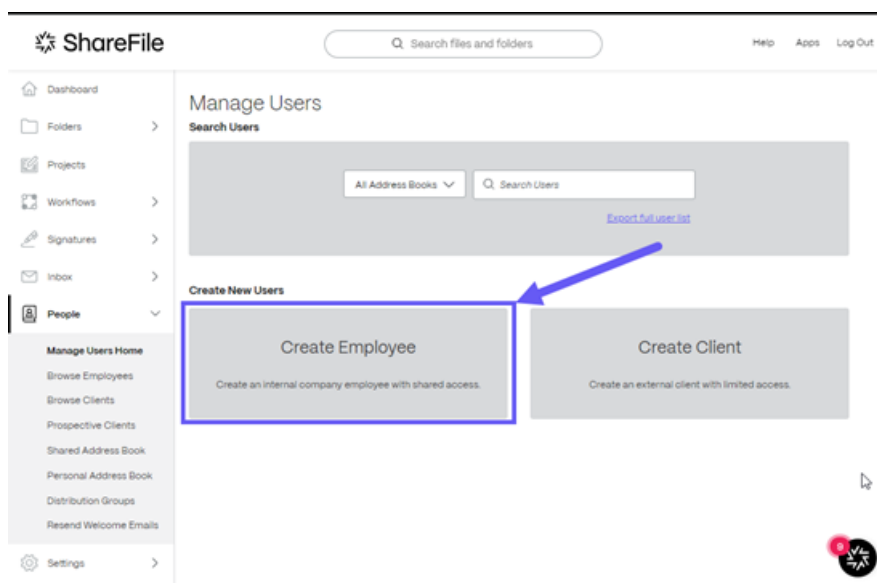 ShareFile
Search files and folders
Help Apps Log Out
Dashboard
Folders
Projects
Workflows
Signatures
Inbox
People
Manage Users Home
Browse Employees
Browse Clients
Prospective Clients
Shared Address Book
Personal Address Book
Distribution Groups
Resend Welcome Emails
Settings
Manage Users
Search Users
All Address Books
Search Users
Export full user list
Create New Users
Create Employee
Create an internal company employee with shared access.
Create Client
Create an external client with limited access.
9